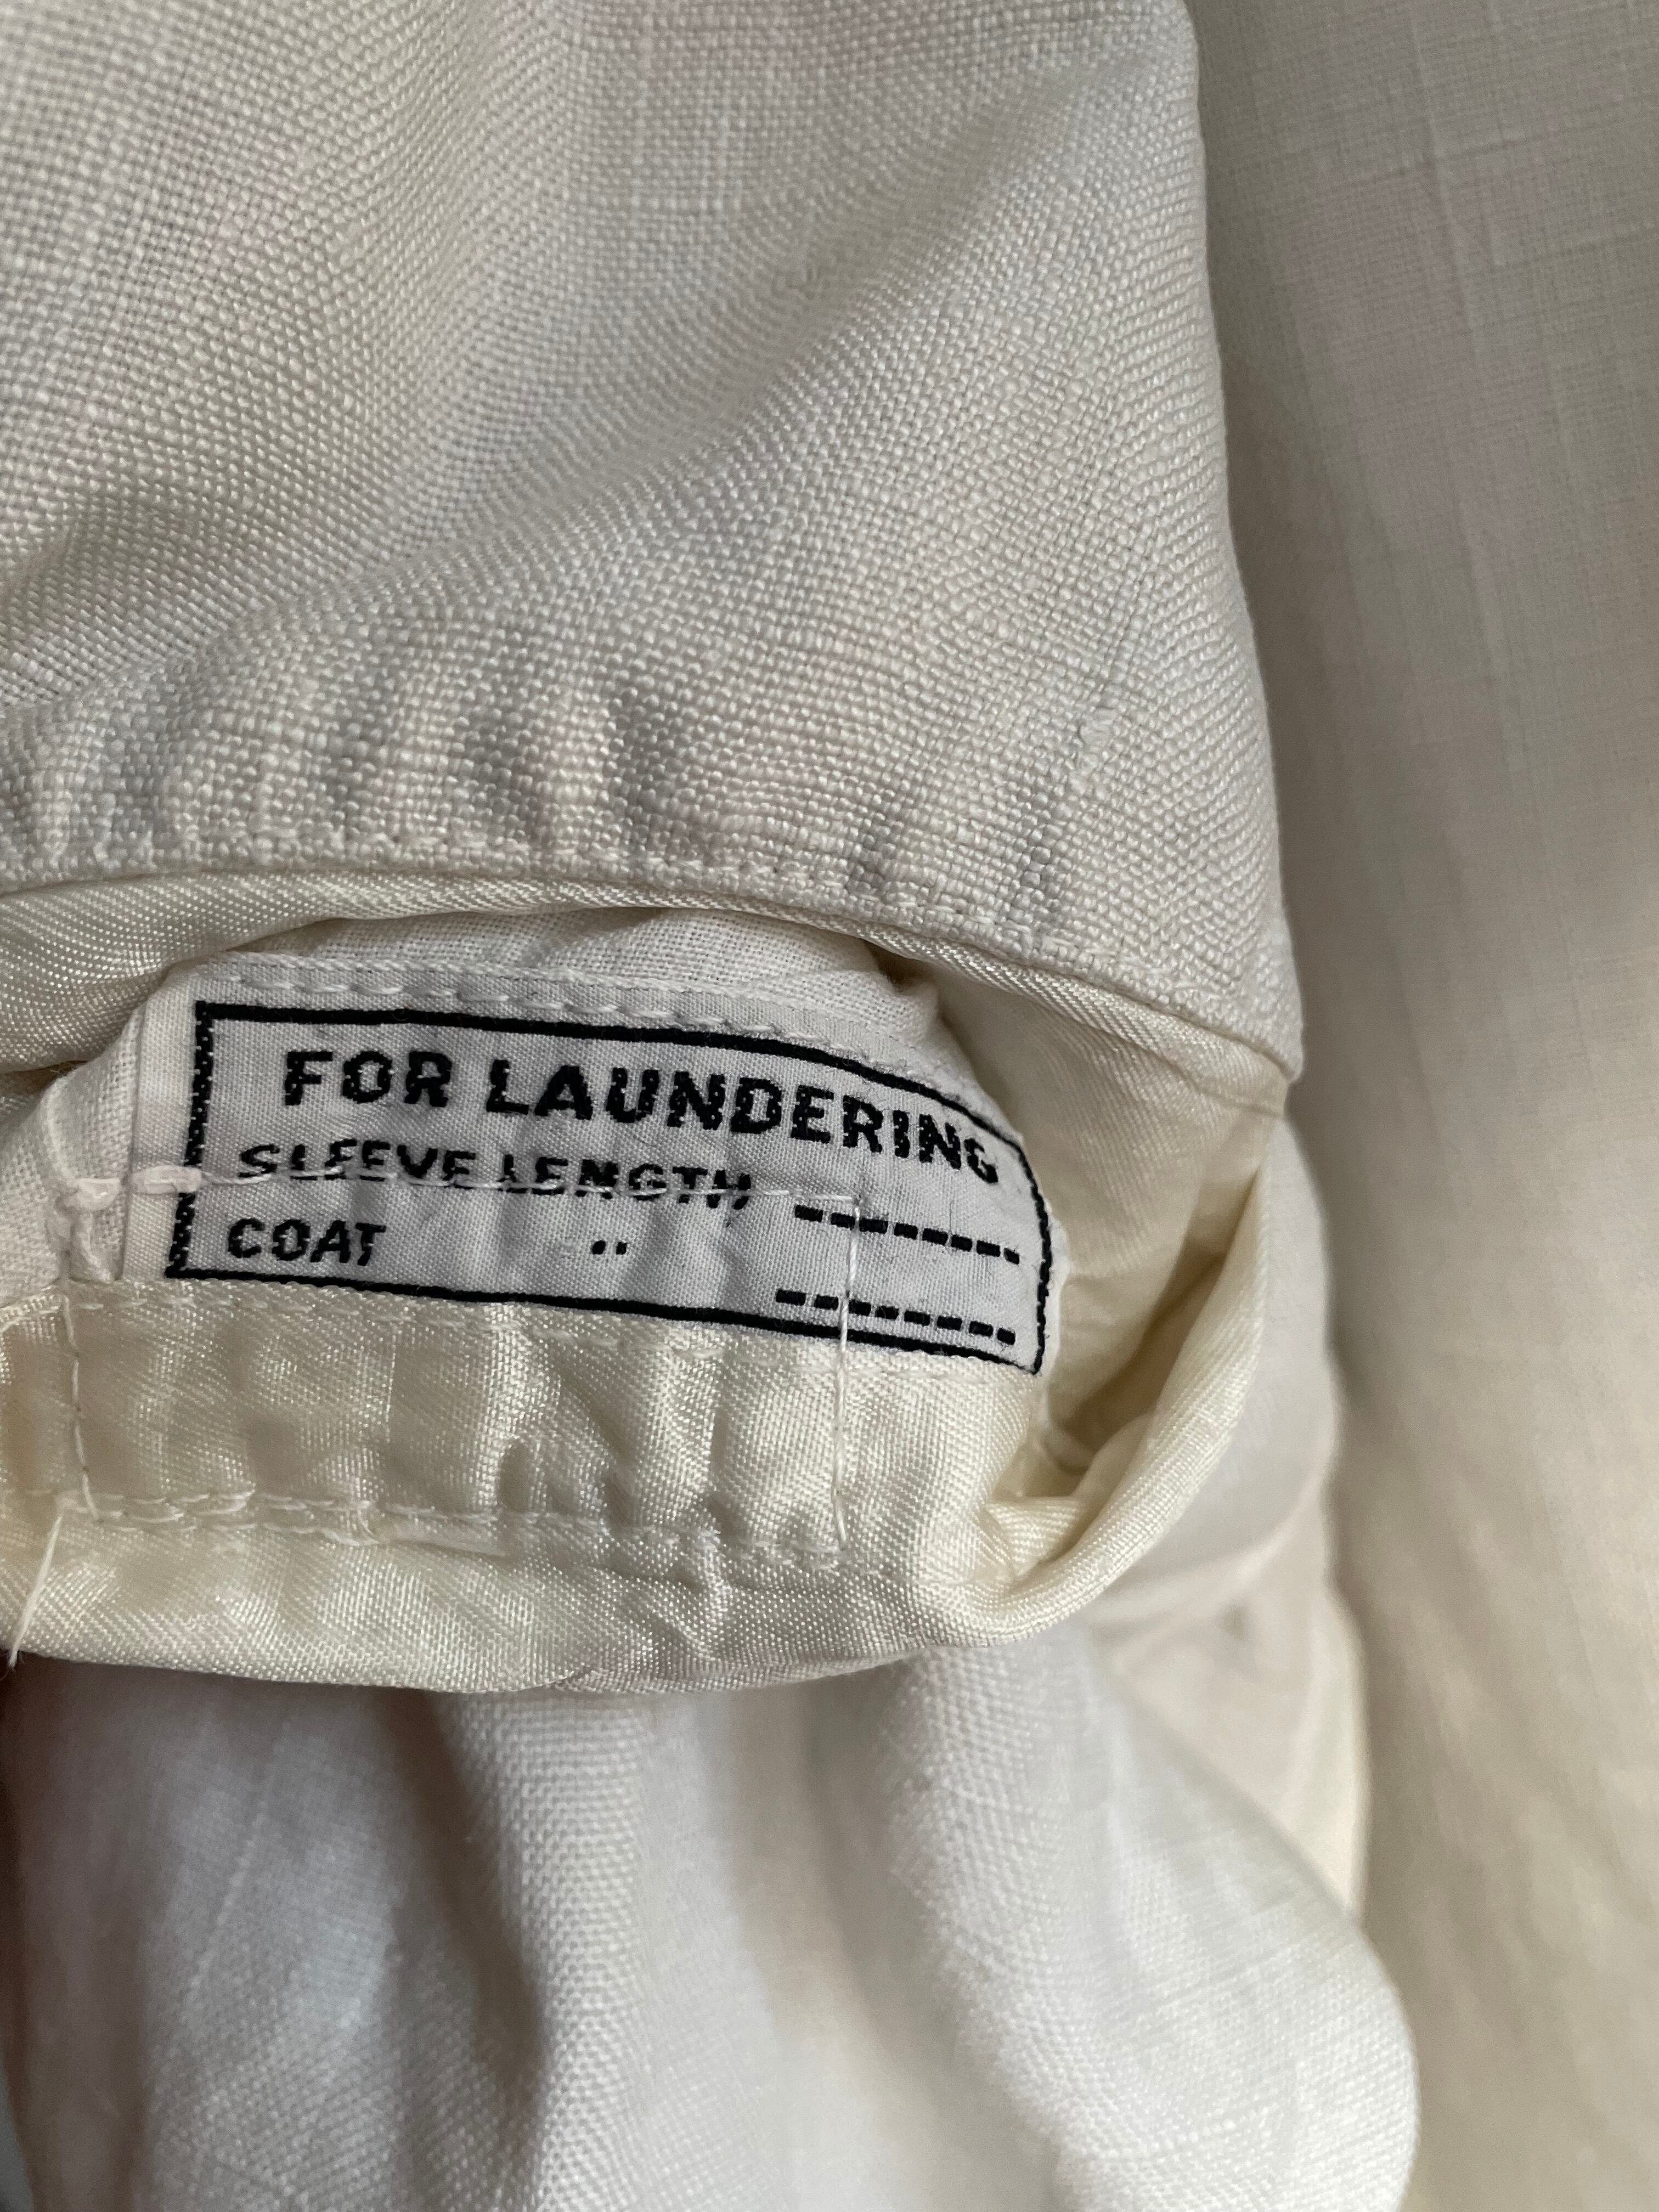 FOR LAUNDERING
SLEEVE LENGTH -------
COAT " -------